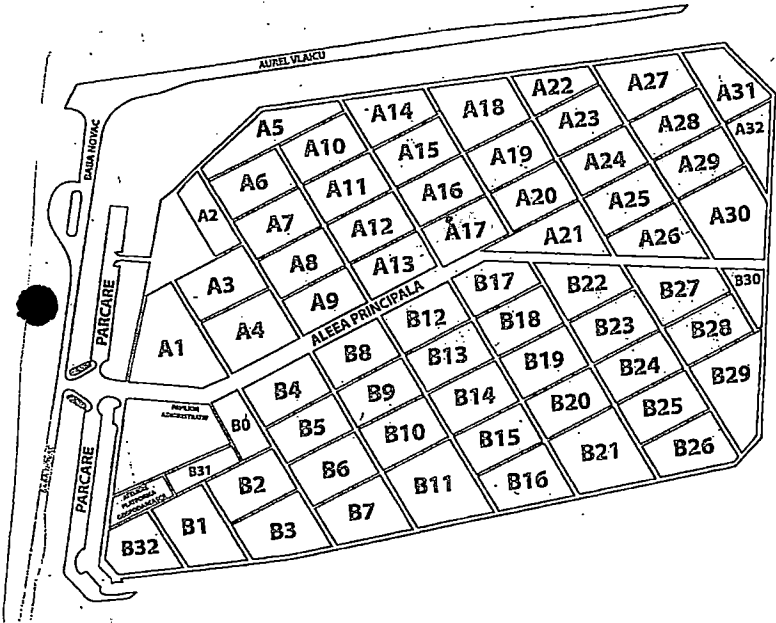 AUREL VLAICU
BABA NOVAC
PARCARE
PARCARE
ALEEA PRINCIPALA
A1
A2
A3
A4
A5
A6
A7
A8
A9
A10
A11
A12
A13
A14
A15
A16
A17
A18
A19
A20
A21
A22
A23
A24
A25
A26
A27
A28
A29
A30
A31
A32
PAVILION
ADMINISTRATIV
B0
B1
B2
B3
B4
B5
B6
B7
B8
B9
B10
B11
B12
B13
B14
B15
B16
B17
B18
B19
B20
B21
B22
B23
B24
B25
B26
B27
B28
B29
B30
B31
B32
PLATFORMA